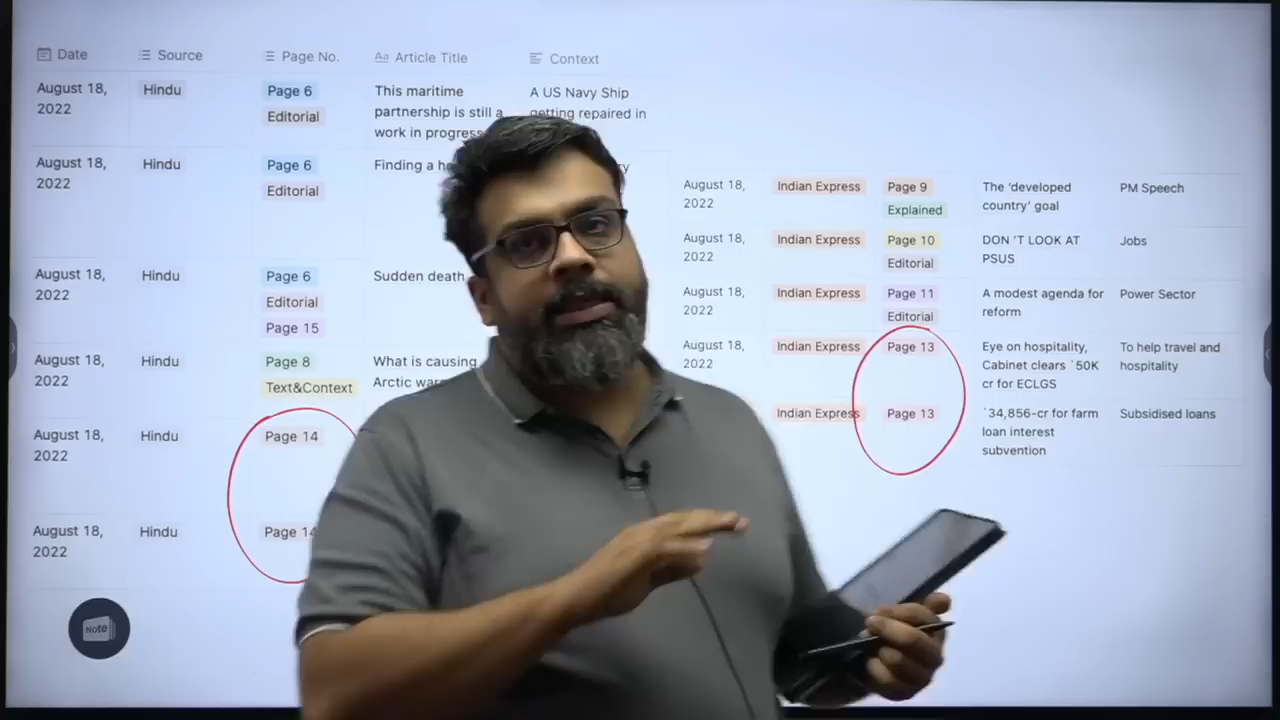 Date
Source
Page No.
Aa Article Title
Context
August 18,
2022
Hindu
Page 6
Editorial
This maritime
partnership is still a
work in progress
A US Navy Ship
getting repaired in
August 18,
2022
Hindu
Page 6
Editorial
Finding a
August 18,
2022
Hindu
Page 6
Editorial
Page 15
Sudden death
August 18,
2022
Hindu
Page 8
Text&Context
What is causing
Arctic
August 18,
2022
Hindu
Page 14
August 18,
2022
Hindu
Page
August 18,
2022
Indian Express
Page 9
Explained
The ‘developed
country’ goal
PM Speech
August 18,
2022
Indian Express
Page 10
Editorial
DON ’T LOOK AT
PSUS
Jobs
August 18,
2022
Indian Express
Page 11
Editorial
A modest agenda for
reform
Power Sector
August 18,
2022
Indian Express
Page 13
Eye on hospitality,
Cabinet clears `50K
cr for ECLGS
To help travel and
hospitality
Indian Express
Page 13
`34,856-cr for farm
loan interest
subvention
Subsidised loans
Note